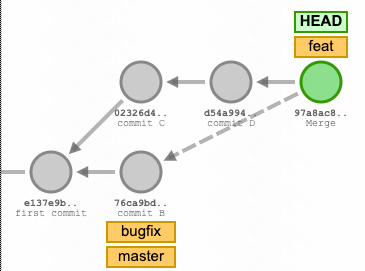 HEAD
feat
02326d4..
commit C
d54a994..
commit D
97a8ac8..
Merge
e137e9b..
first commit
76ca9bd..
commit B
bugfix
master